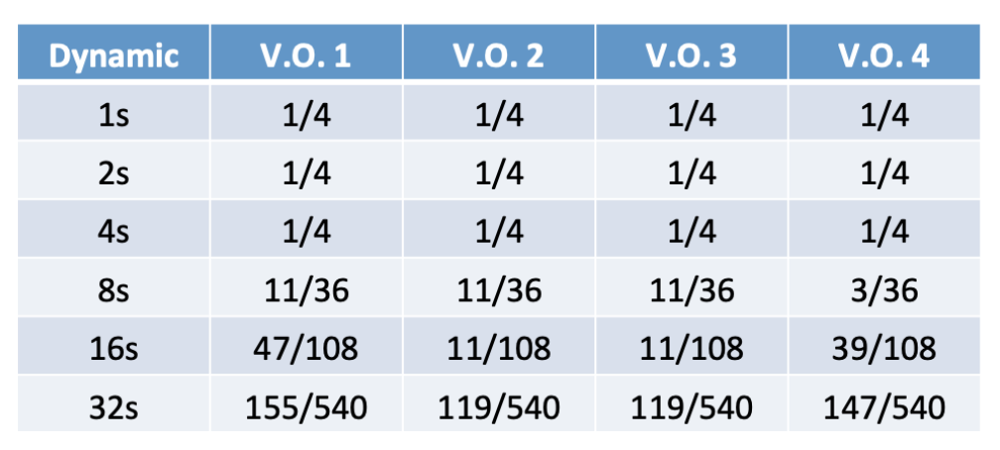 Dynamic V.O. 1 V.O. 2 V.O. 3 V.O. 4
1s 1/4 1/4 1/4 1/4
2s 1/4 1/4 1/4 1/4
4s 1/4 1/4 1/4 1/4
8s 11/36 11/36 11/36 3/36
16s 47/108 11/108 11/108 39/108
32s 155/540 119/540 119/540 147/540